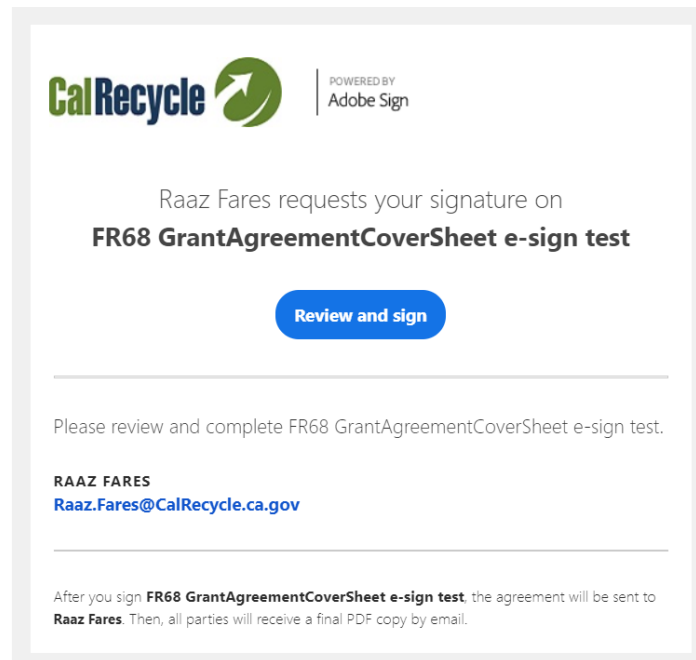 CalRecycle
POWERED BY
Adobe Sign
Raaz Fares requests your signature on
FR68 GrantAgreementCoverSheet e-sign test
Review and sign
Please review and complete FR68 GrantAgreementCoverSheet e-sign test.
RAAZ FARES
Raaz.Fares@CalRecycle.ca.gov
After you sign FR68 GrantAgreementCoverSheet e-sign test, the agreement will be sent to
Raaz Fares. Then, all parties will receive a final PDF copy by email.